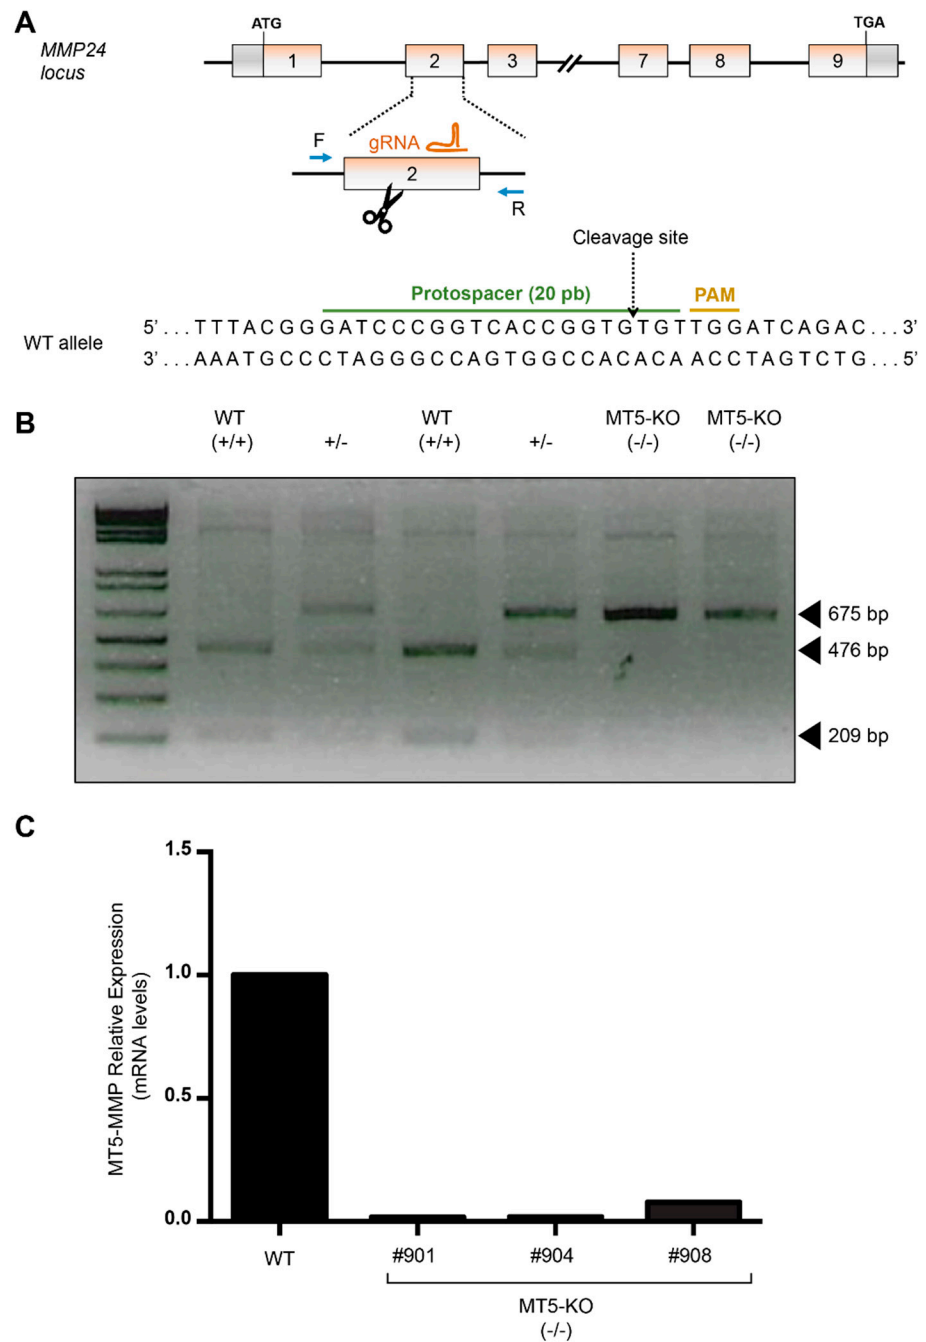 A
MMP24
locus
ATG
TGA
1 2 3 7 8 9
F
gRNA
2
R
Cleavage site
Protospacer (20 pb) PAM
WT allele
5’ ... TTTACGGGATCCCGGTCACCGGTGTGTTGGATCAGAC ... 3’
3’ ... AAATGCCCTAGGGCCAGTGGCCACACAACCTAGTCTG ... 5’
B
WT
(+/+)
+/-
WT
(+/+)
+/-
MT5-KO
(-/-)
MT5-KO
(-/-)
675 bp
476 bp
209 bp
C
MT5-MMP Relative Expression
(mRNA levels)
1.5
1.0
0.5
0.0
WT #901 #904 #908
MT5-KO
(-/-)